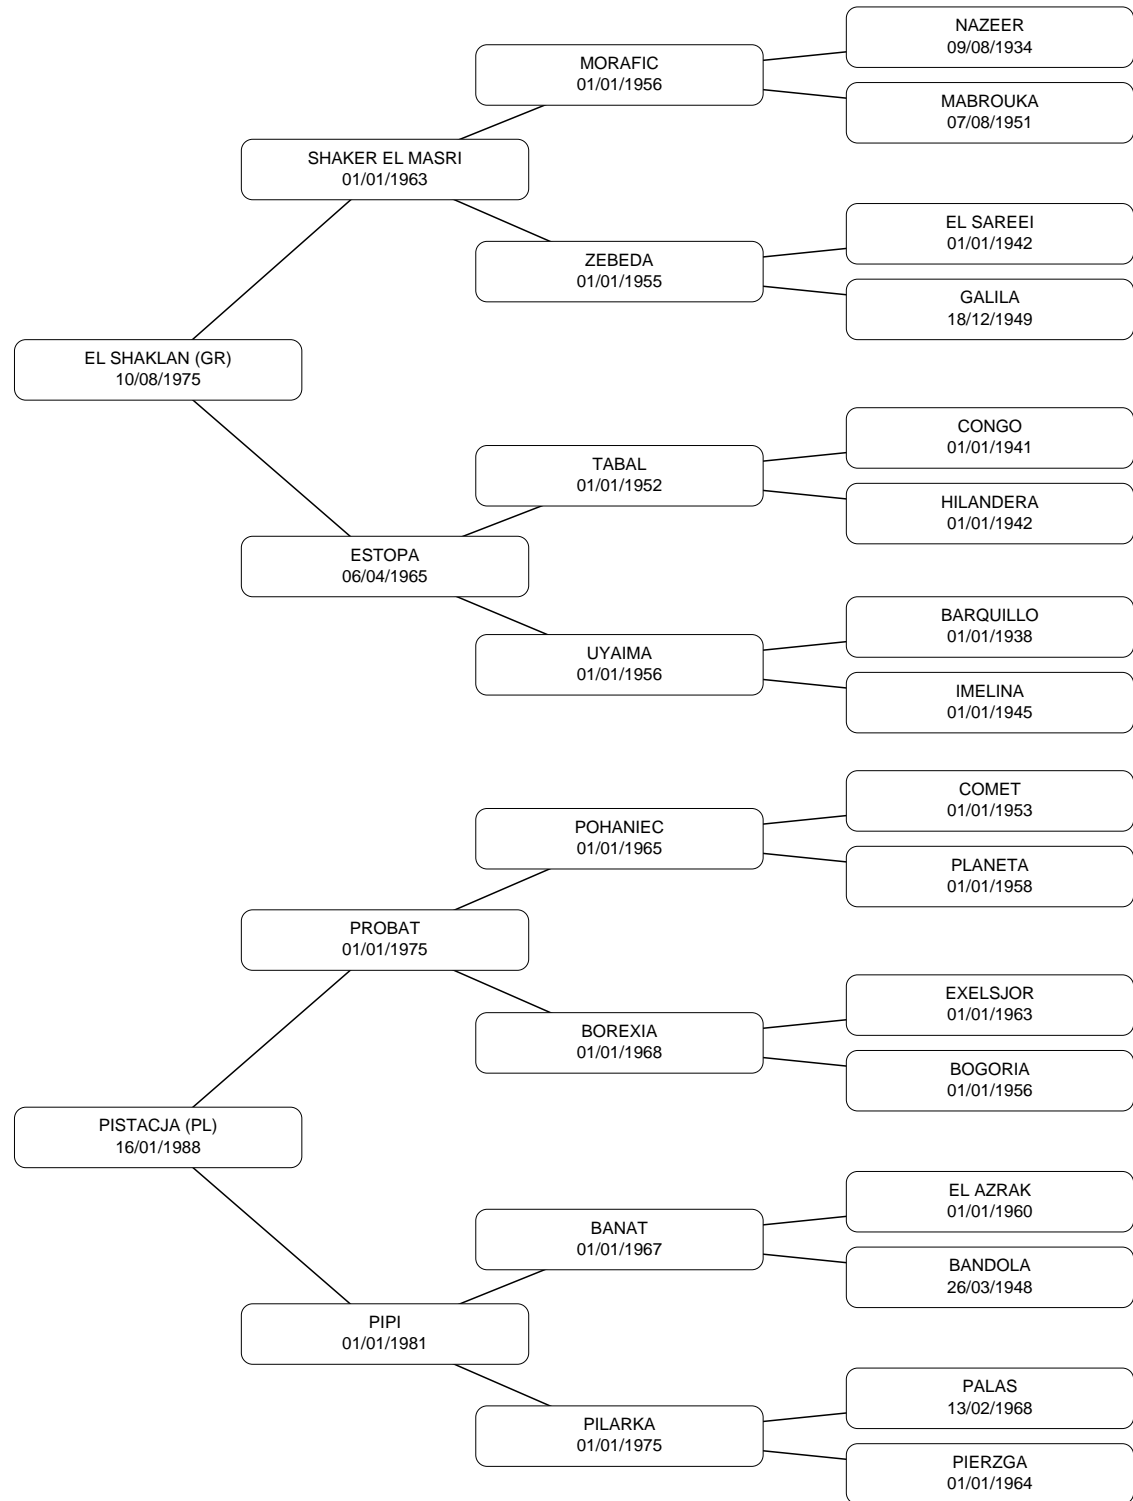 NAZEER
09/08/1934
MORAFIC
01/01/1956
MABROUKA
07/08/1951
SHAKER EL MASRI
01/01/1963
EL SAREEI
01/01/1942
ZEBEDA
01/01/1955
GALILA
18/12/1949
EL SHAKLAN (GR)
10/08/1975
CONGO
01/01/1941
TABAL
01/01/1952
HILANDERA
01/01/1942
ESTOPA
06/04/1965
BARQUILLO
01/01/1938
UYAIMA
01/01/1956
IMELINA
01/01/1945
COMET
01/01/1953
POHANIEC
01/01/1965
PLANETA
01/01/1958
PROBAT
01/01/1975
EXELSJOR
01/01/1963
BOREXIA
01/01/1968
BOGORIA
01/01/1956
PISTACJA (PL)
16/01/1988
EL AZRAK
01/01/1960
BANAT
01/01/1967
BANDOLA
26/03/1948
PIPI
01/01/1981
PALAS
13/02/1968
PILARKA
01/01/1975
PIERZGA
01/01/1964